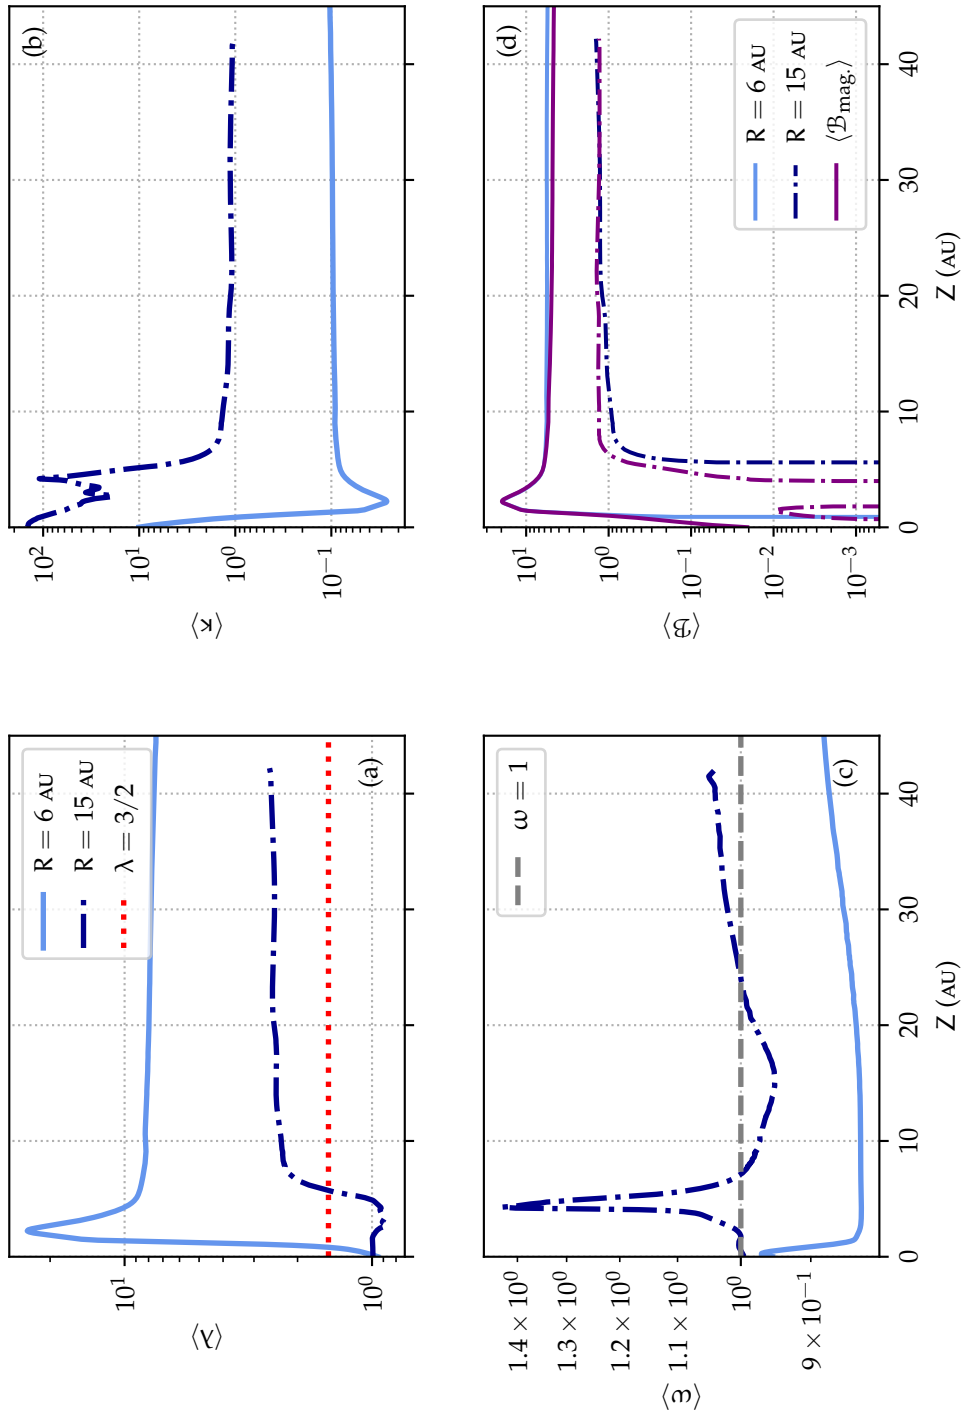 ⟨λ⟩
10¹
10⁰
R = 6 AU
R = 15 AU
λ = 3/2
(a)
⟨κ⟩
10²
10¹
10⁰
10⁻¹
(b)
⟨ω⟩
1.4 × 10⁰
1.3 × 10⁰
1.2 × 10⁰
1.1 × 10⁰
10⁰
9 × 10⁻¹
ω = 1
(c)
0 10 20 30 40
Z (AU)
⟨ℬ⟩
10¹
10⁰
10⁻¹
10⁻²
10⁻³
(d)
R = 6 AU
R = 15 AU
⟨ℬmag.⟩
0 10 20 30 40
Z (AU)